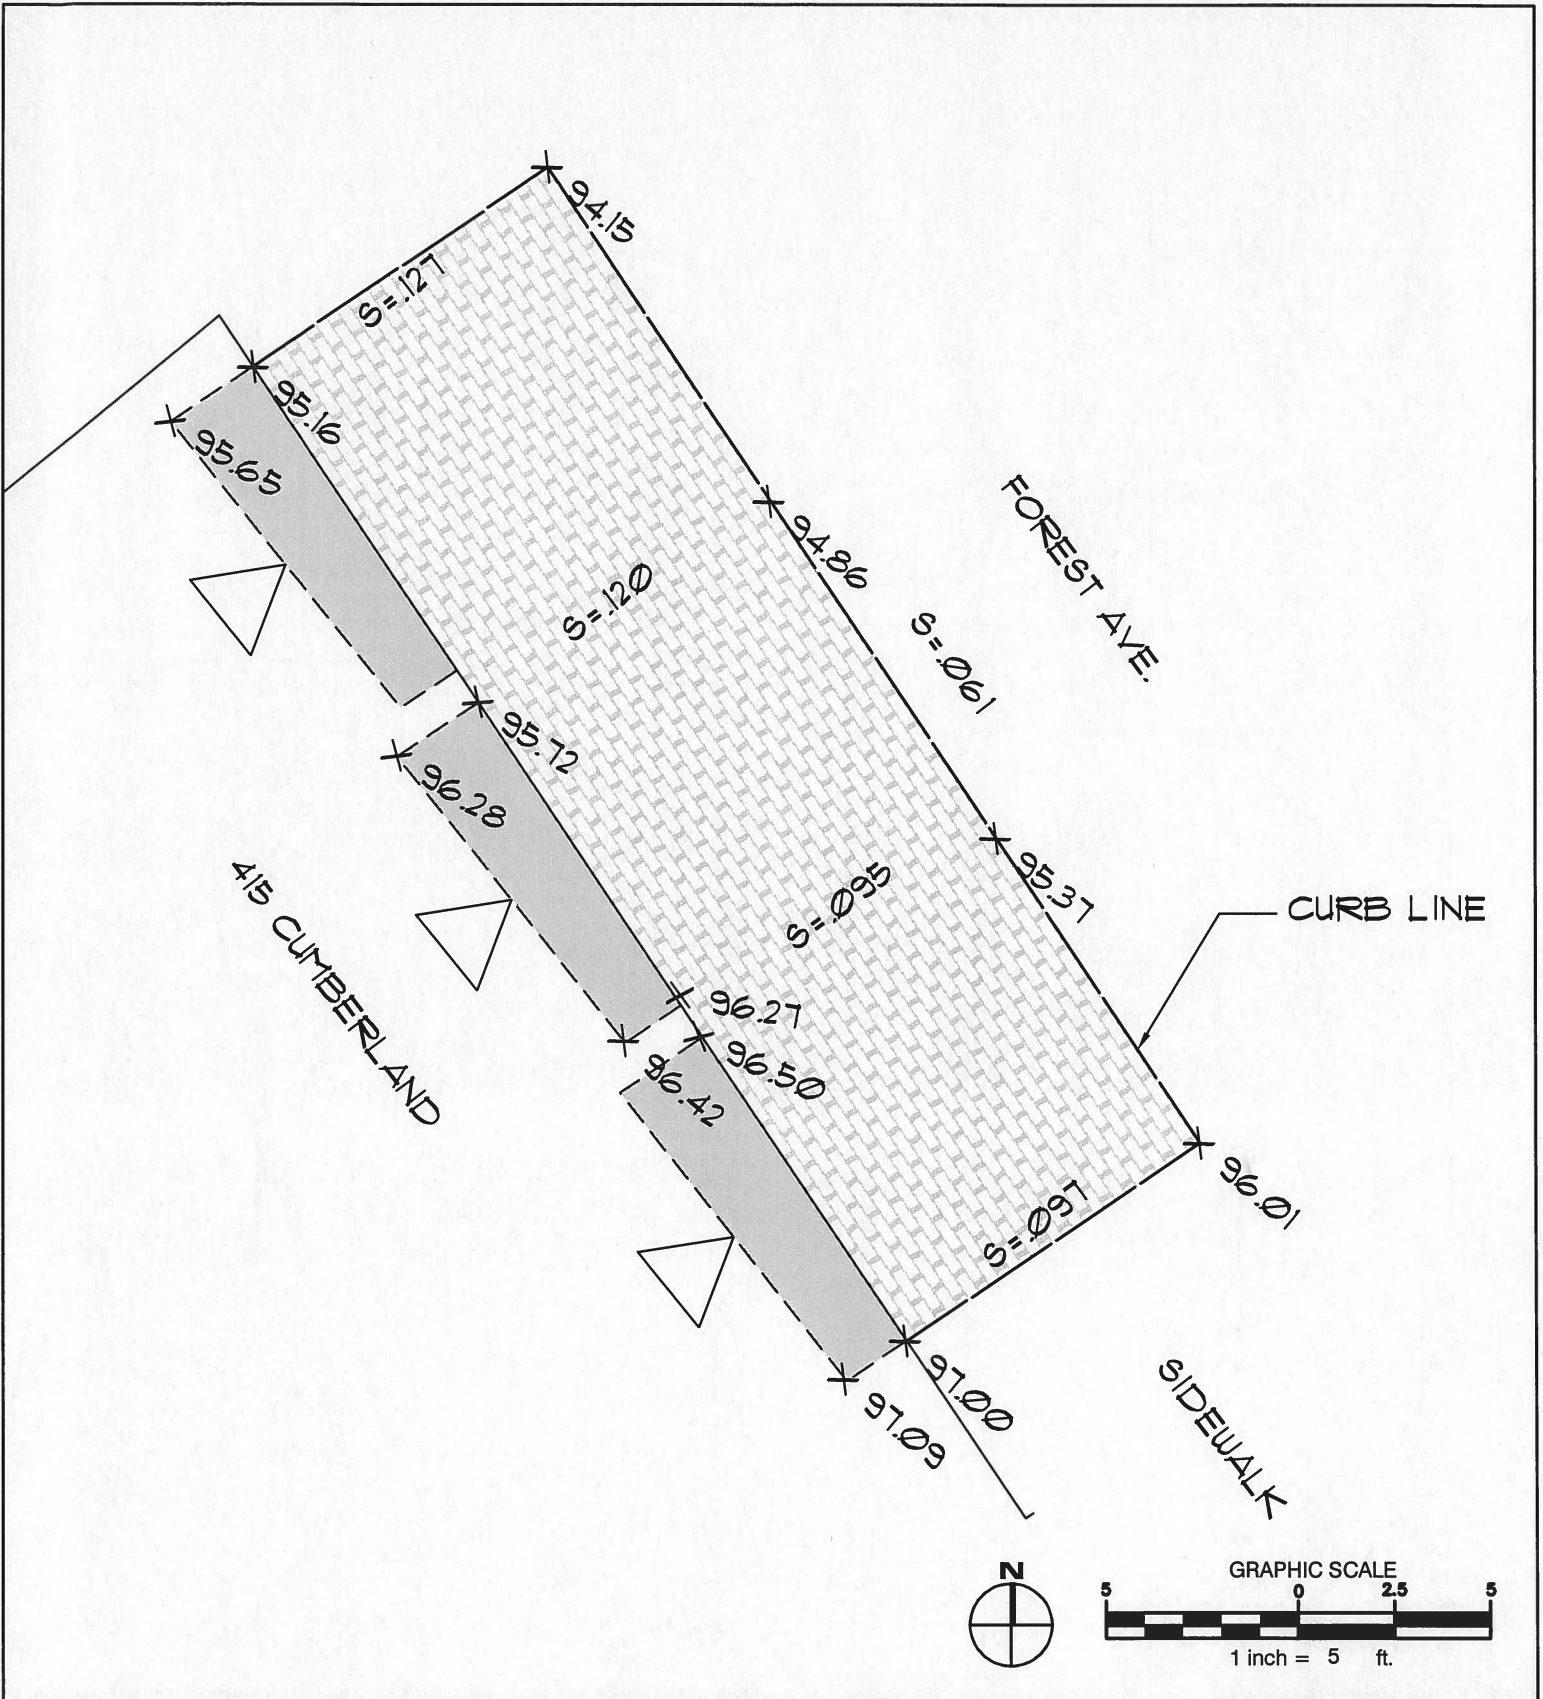 94.15
S=.127
95.16
95.65
94.86
FOREST AVE.
S=.120
S=.061
95.72
96.28
95.37
S=.095
CURB LINE
415 CUMBERLAND
96.27
96.50
96.42
96.01
S=.097
97.00
97.09
SIDEWALK
N
GRAPHIC SCALE
5 0 2.5 5
1 inch = 5 ft.